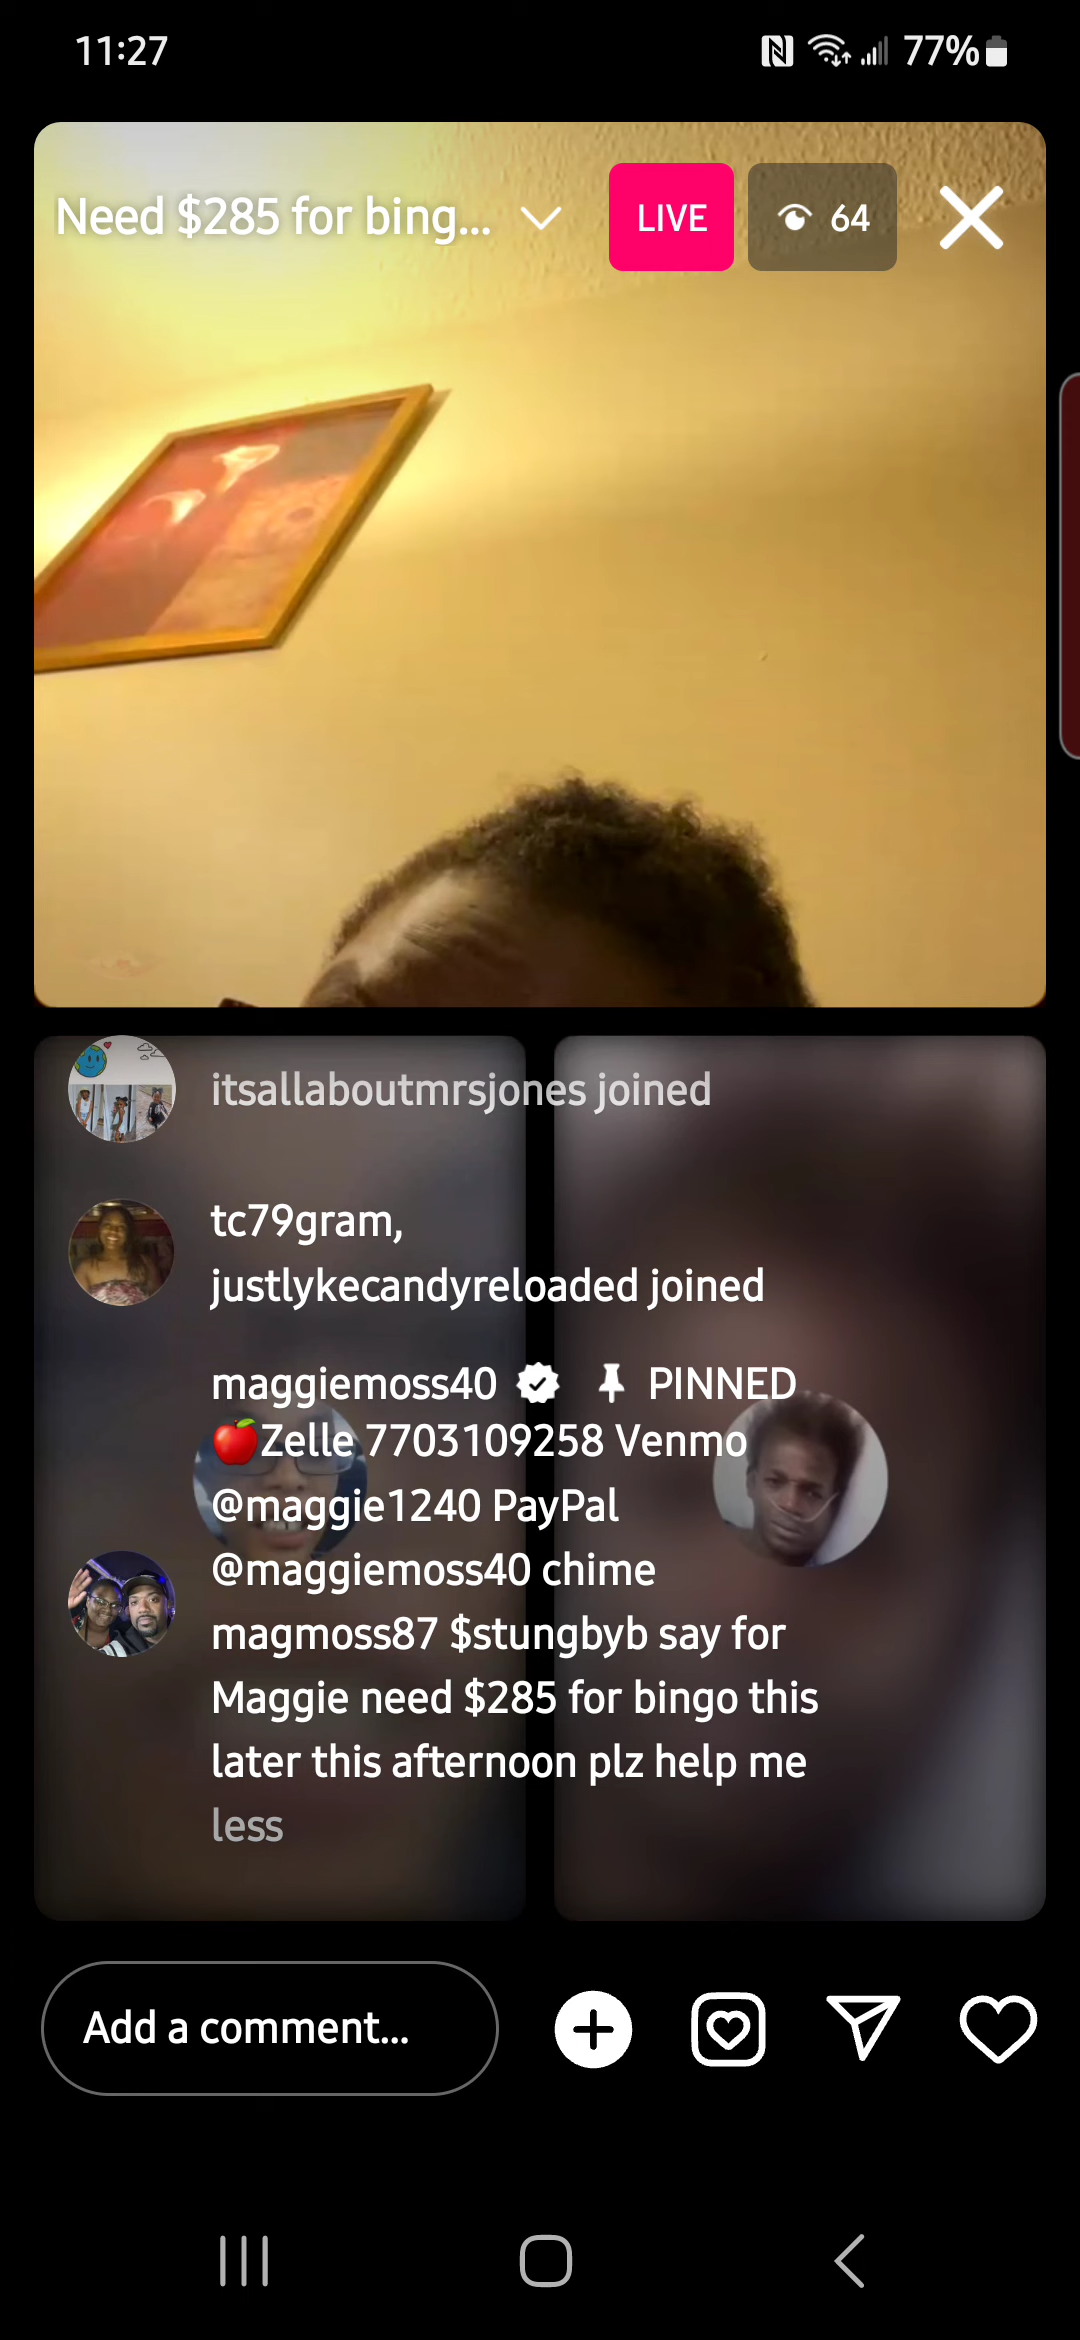 11:27
77%
Need $285 for bing...
LIVE
64
itsallaboutmrsjones joined
tc79gram,
justlykecandyreloaded joined
maggiemoss40 PINNED
🍎Zelle 7703109258 Venmo
@maggie1240 PayPal
@maggiemoss40 chime
magmoss87 $stungbyb say for
Maggie need $285 for bingo this
later this afternoon plz help me
less
Add a comment...